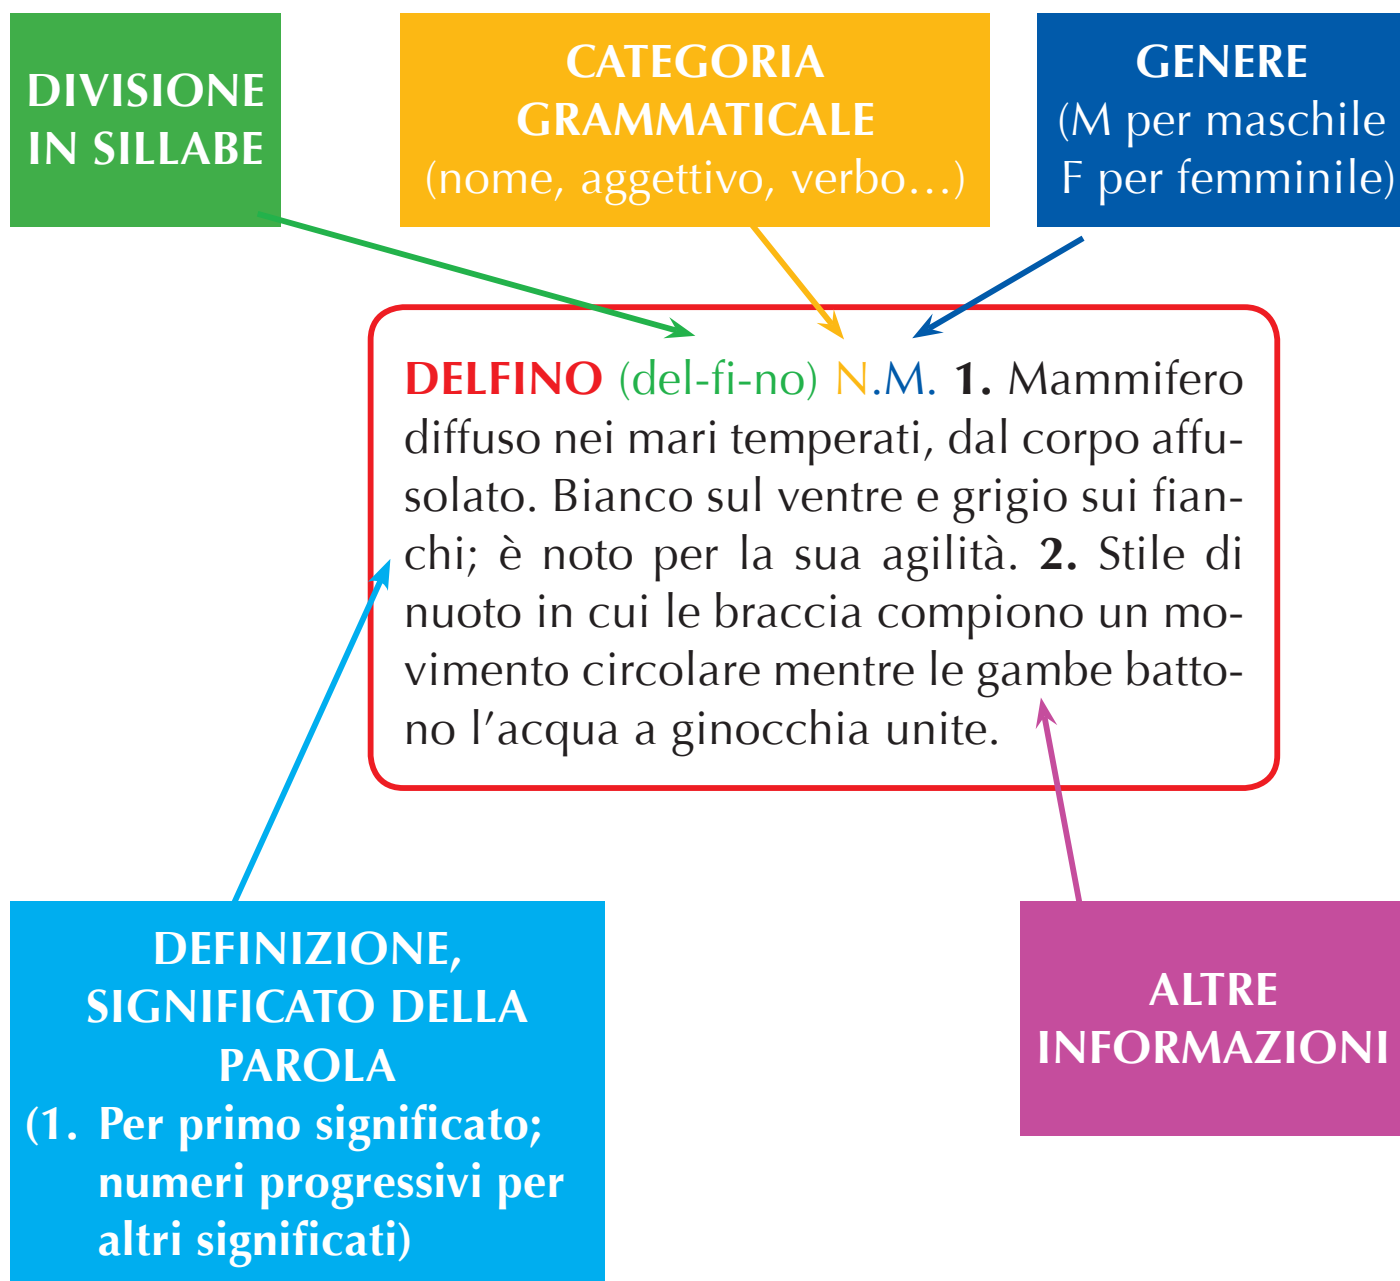 DIVISIONE
IN SILLABE
CATEGORIA
GRAMMATICALE
(nome, aggettivo, verbo…)
GENERE
(M per maschile
F per femminile)
DELFINO (del-fi-no) N.M. 1. Mammifero
diffuso nei mari temperati, dal corpo affu-
solato. Bianco sul ventre e grigio sui fian-
chi; è noto per la sua agilità. 2. Stile di
nuoto in cui le braccia compiono un mo-
vimento circolare mentre le gambe batto-
no l’acqua a ginocchia unite.
DEFINIZIONE,
SIGNIFICATO DELLA
PAROLA
(1. Per primo significato;
numeri progressivi per
altri significati)
ALTRE
INFORMAZIONI